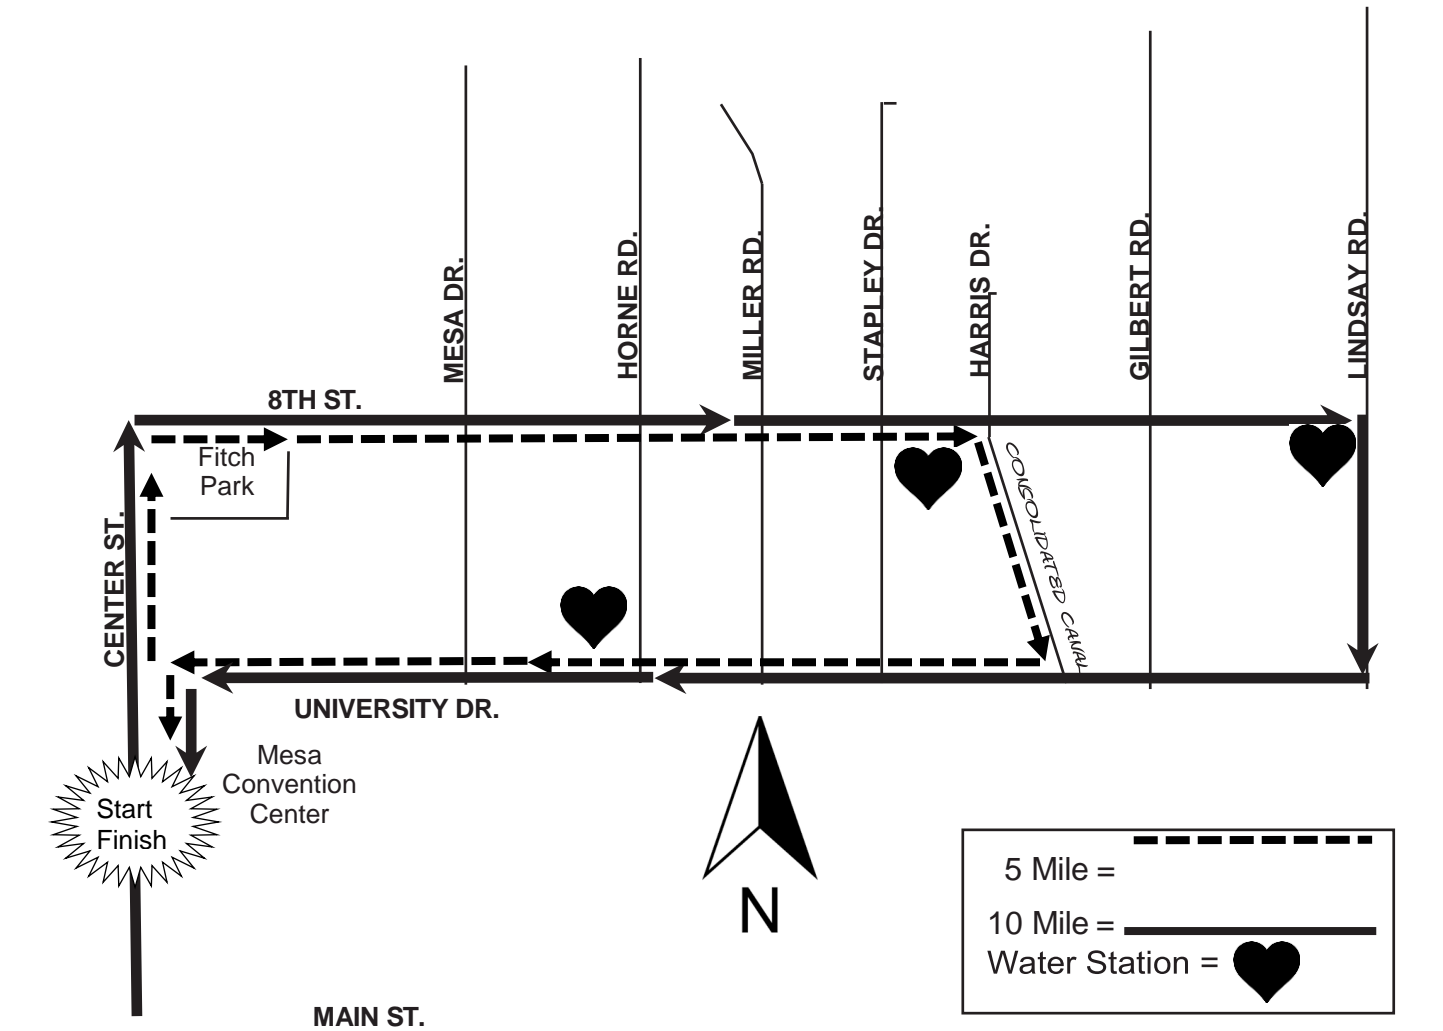 MESA DR.
HORNE RD.
MILLER RD.
STAPLEY DR.
HARRIS DR.
GILBERT RD.
LINDSAY RD.
8TH ST.
Fitch
Park
CONSOLIDATED CANAL
CENTER ST.
UNIVERSITY DR.
Mesa
Convention
Center
Start
Finish
N
5 Mile =
10 Mile =
Water Station =
MAIN ST.